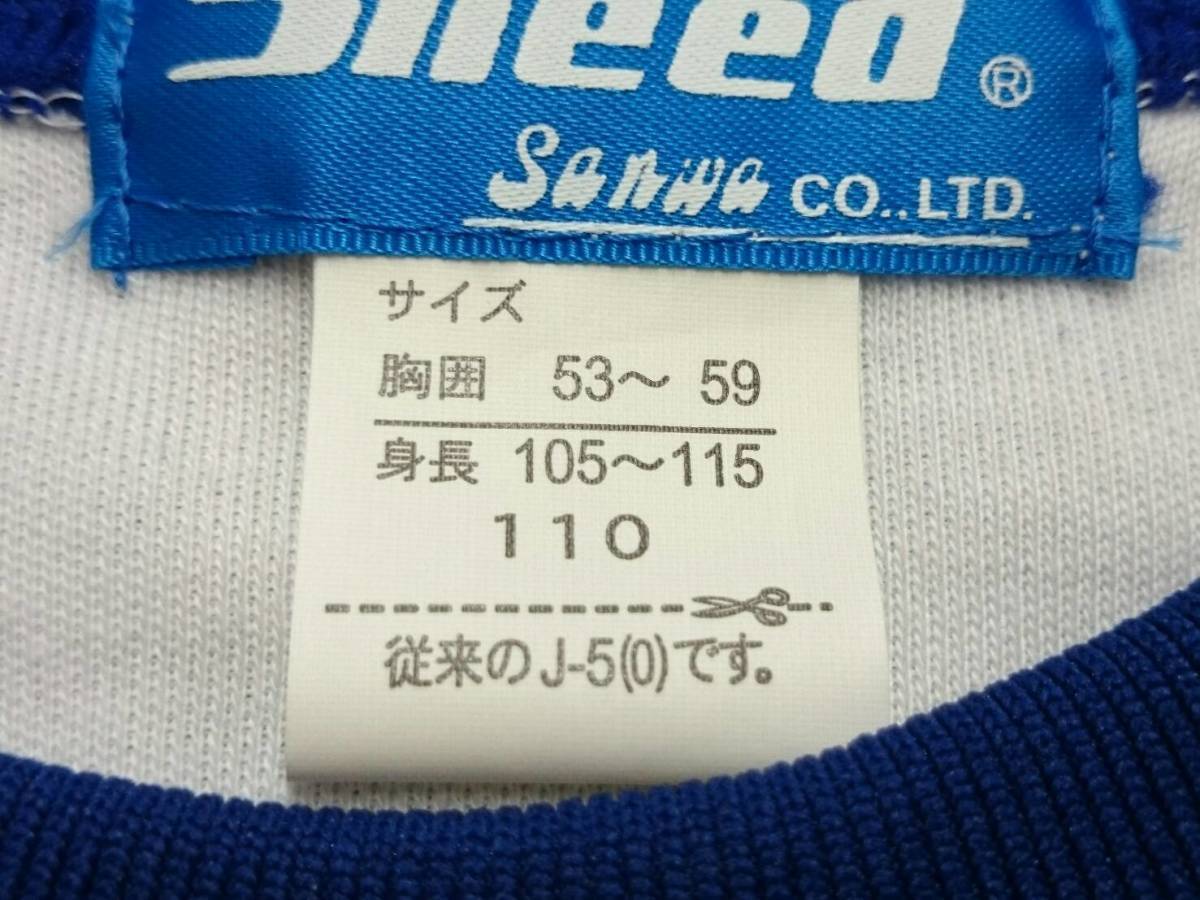 Sanwa CO.,LTD.
サイズ
胸囲 53〜 59
身長 105〜115
110
従来のJ-5(0)です。